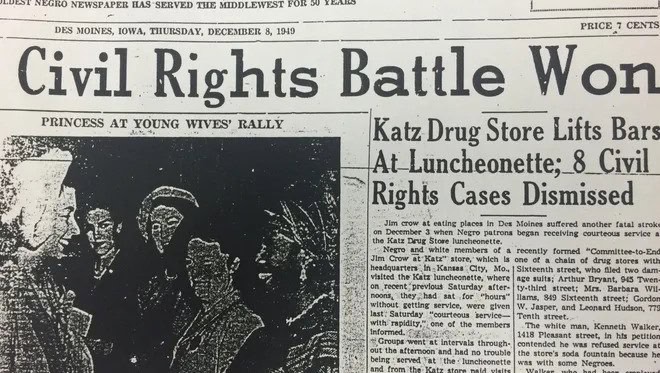 OLDEST NEGRO NEWSPAPER HAS SERVED THE MIDDLEWEST FOR 50 YEARS
DES MOINES, IOWA, THURSDAY, DECEMBER 8, 1949
PRICE 7 CENTS
Civil Rights Battle Won
PRINCESS AT YOUNG WIVES' RALLY
Katz Drug Store Lifts Bars
At Luncheonette; 8 Civil
Rights Cases Dismissed
Jim crow at eating places in Des
on December 3 when Negro patrons
the Katz Drug Store luncheonette.
Negro and white members of a
Jim Crow at Katz" store, which is
headquarters in Kansas City, Mo.,
visited the Katz luncheonette, where
on recent previous Saturday after-
noons, they had sat for "hours"
without getting service, were given
last Saturday "courteous service—
with rapidity," one of the members
informed.
Groups went at intervals through-
out the afternoon and had no trouble
being served at the luncheonette
and from the Katz store paid visits
Moines suffered another fatal stroke
began receiving courteous service a
recently formed "Committee-to-End
one of a chain of drug stores with
Sixteenth street, who filed two dam-
age suits; Arthur Bryant, 945 Twen-
ty-third street; Mrs. Barbara Wil-
liams, 849 Sixteenth street; Gordon
W. Jasper, and Leonard Hudson, 779
Tenth street.
The white man, Kenneth Walker,
1418 Pleasant street, in his petition
contended he was refused service at
the store's soda fountain because he
was with some Negroes.
Walker, who had been employed